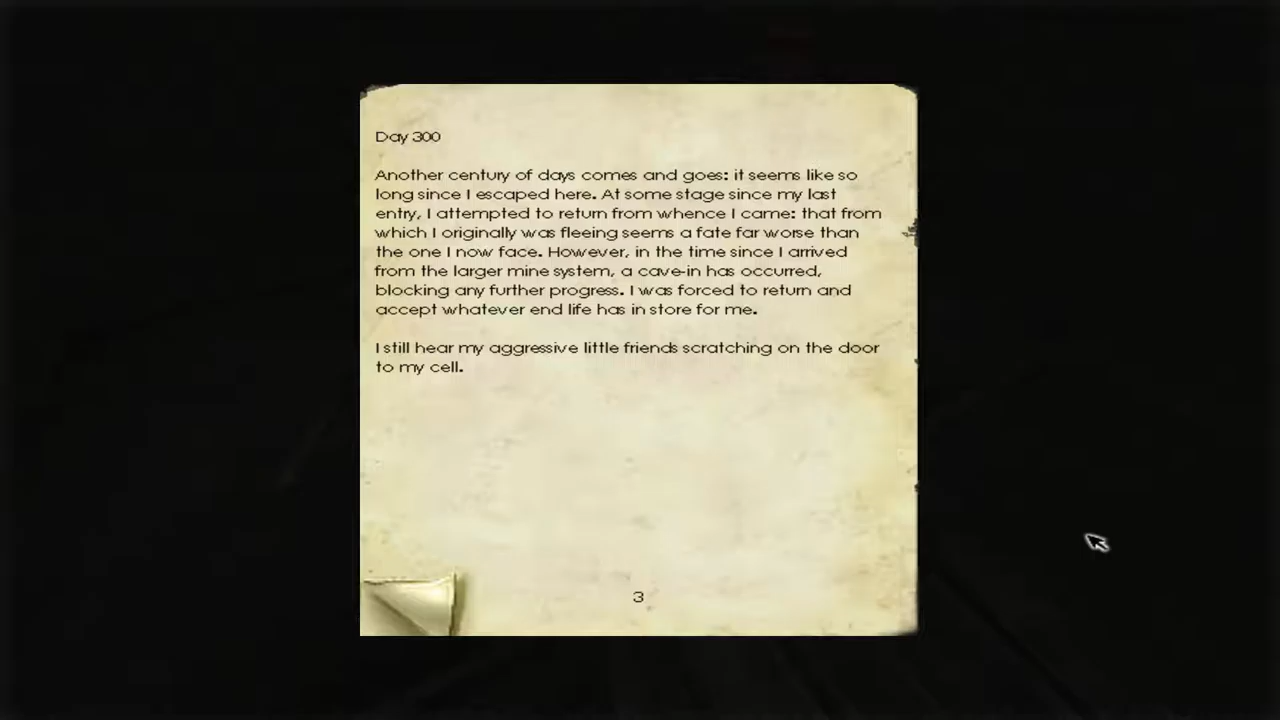 Day 300
Another century of days comes and goes: it seems like so
long since I escaped here. At some stage since my last
entry, I attempted to return from whence I came: that from
which I originally was fleeing seems a fate far worse than
the one I now face. However, in the time since I arrived
from the larger mine system, a cave-in has occurred,
blocking any further progress. I was forced to return and
accept whatever end life has in store for me.
I still hear my aggressive little friends scratching on the door
to my cell.
3